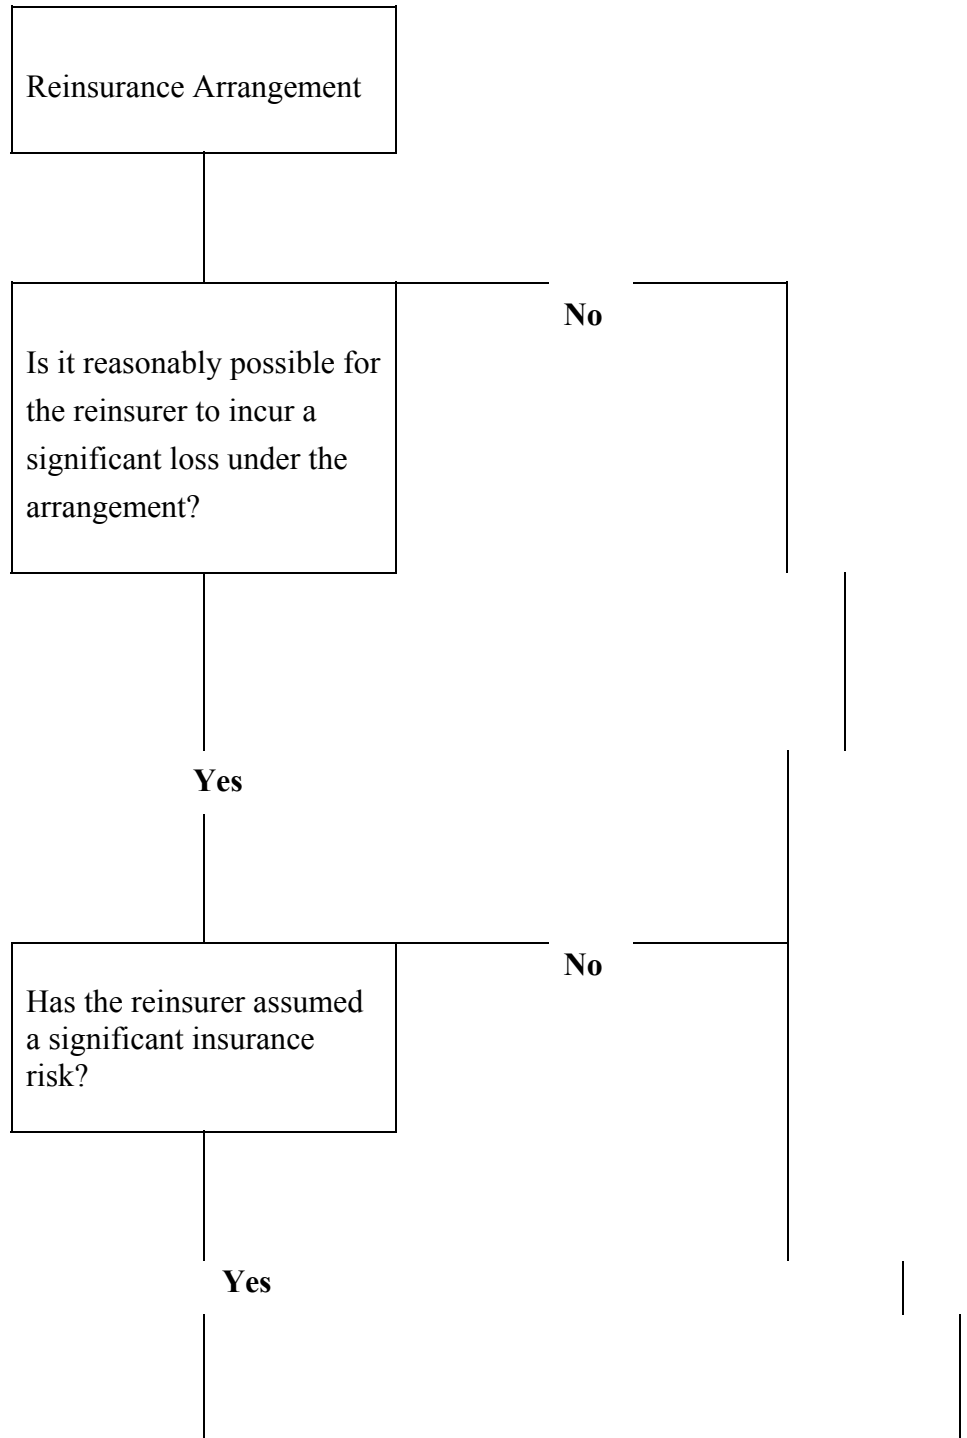 Reinsurance Arrangement
No
Is it reasonably possible for
the reinsurer to incur a
significant loss under the
arrangement?
Yes
No
Has the reinsurer assumed
a significant insurance
risk?
Yes